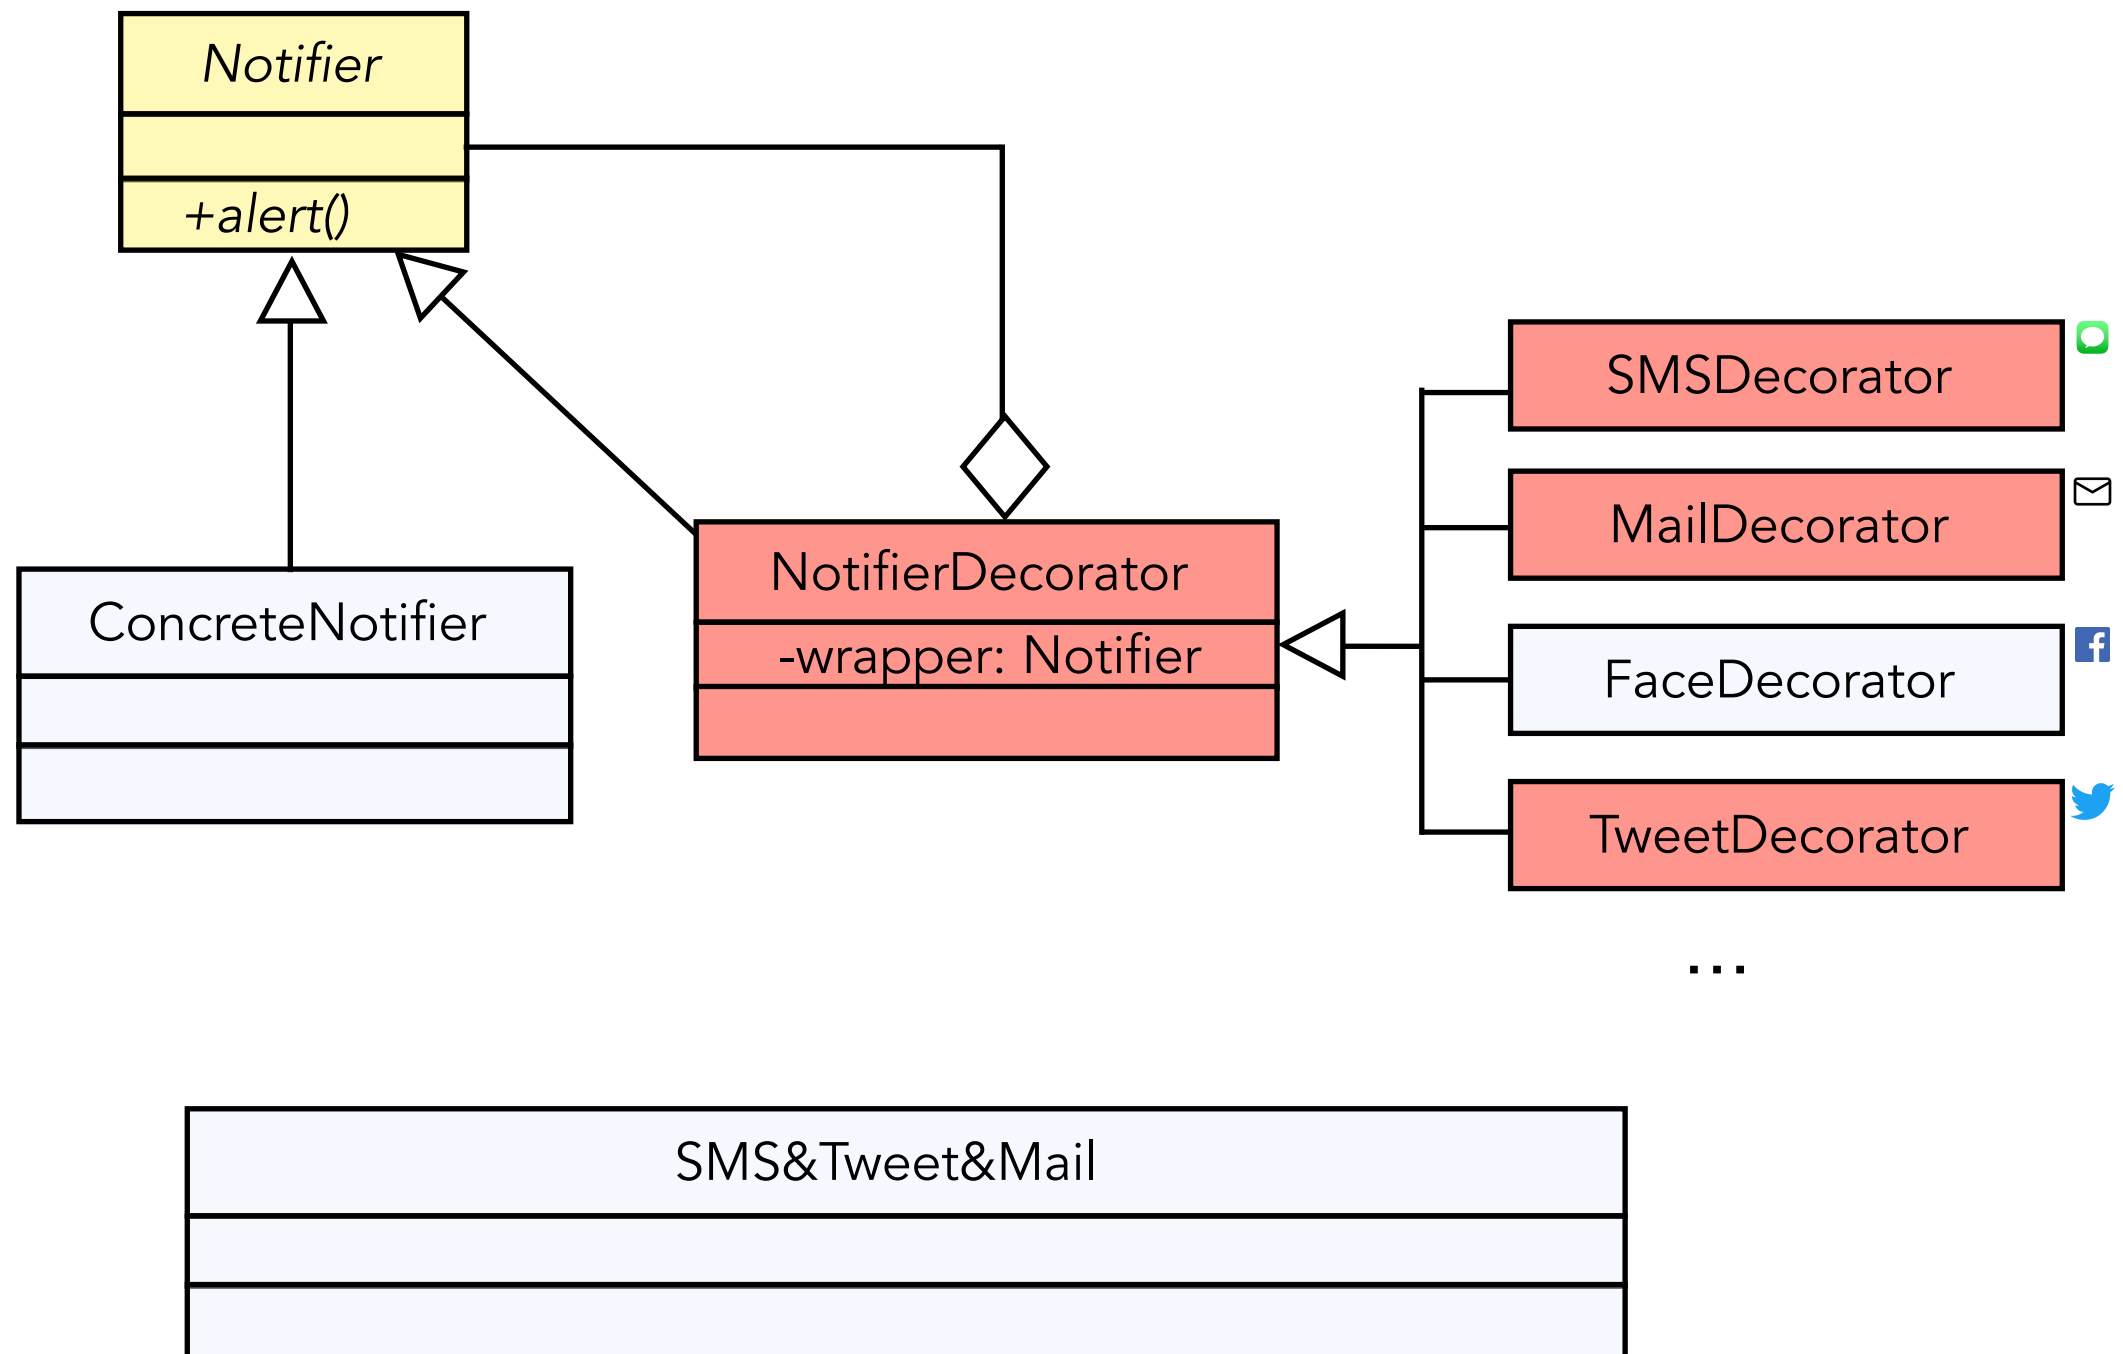 Notifier
+alert()
ConcreteNotifier
NotifierDecorator
-wrapper: Notifier
SMSDecorator
MailDecorator
FaceDecorator
TweetDecorator
...
SMS&Tweet&Mail